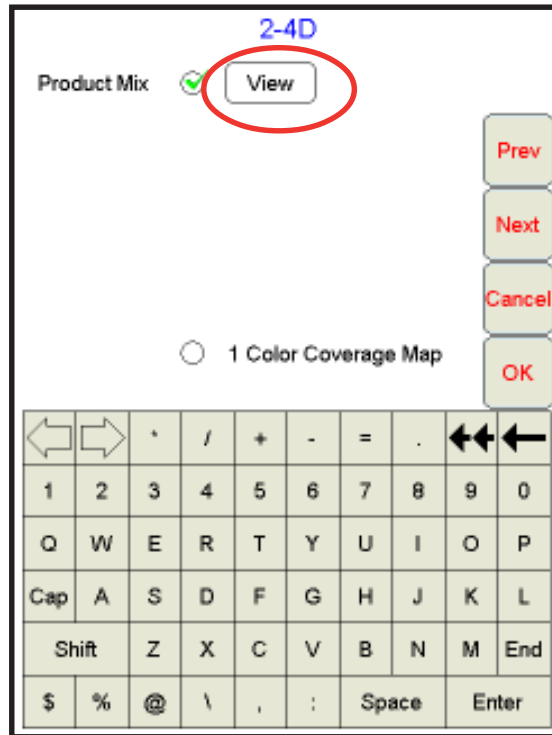 2-4D
Product Mix View
Prev
Next
Cancel
1 Color Coverage Map
OK
* / + - = .
1 2 3 4 5 6 7 8 9 0
Q W E R T Y U I O P
Cap A S D F G H J K L
Shift Z X C V B N M End
$ % @ \ , : Space Enter